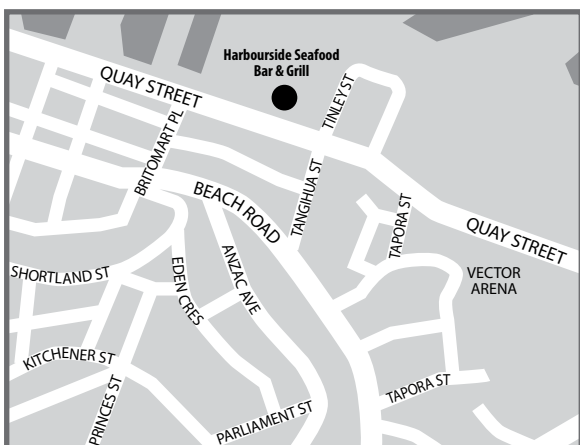 Harbourside Seafood
Bar & Grill
QUAY STREET
TINLEY ST
BRITOMART PL
BEACH ROAD
TANGIHUA ST
TAPORA ST
QUAY STREET
SHORTLAND ST
EDEN CRES
ANZAC AVE
VECTOR
ARENA
KITCHENER ST
PRINCES ST
PARLIAMENT ST
TAPORA ST